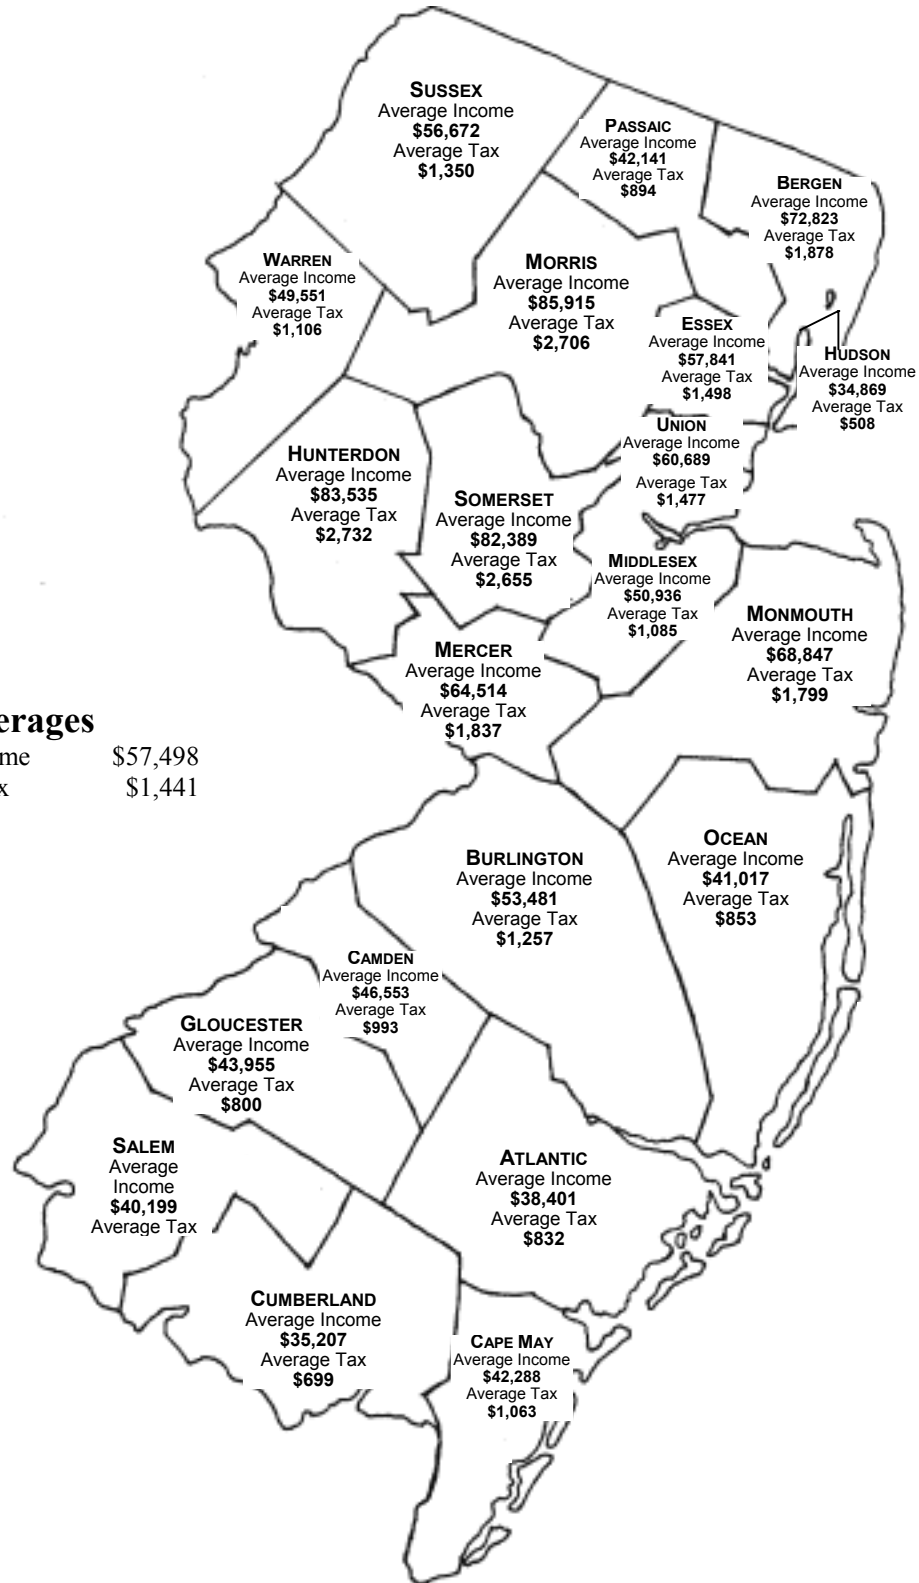 SUSSEX
Average Income
$56,672
Average Tax
$1,350
PASSAIC
Average Income
$42,141
Average Tax
$894
BERGEN
Average Income
$72,823
Average Tax
$1,878
WARREN
Average Income
$49,551
Average Tax
$1,106
MORRIS
Average Income
$85,915
Average Tax
$2,706
ESSEX
Average Income
$57,841
Average Tax
$1,498
HUDSON
Average Income
$34,869
Average Tax
$508
UNION
Average Income
$60,689
Average Tax
$1,477
HUNTERDON
Average Income
$83,535
Average Tax
$2,732
SOMERSET
Average Income
$82,389
Average Tax
$2,655
MIDDLESEX
Average Income
$50,936
Average Tax
$1,085
MONMOUTH
Average Income
$68,847
Average Tax
$1,799
MERCER
Average Income
$64,514
Average Tax
$1,837
erages
me $57,498
x $1,441
OCEAN
Average Income
$41,017
Average Tax
$853
BURLINGTON
Average Income
$53,481
Average Tax
$1,257
CAMDEN
Average Income
$46,553
Average Tax
$993
GLOUCESTER
Average Income
$43,955
Average Tax
$800
SALEM
Average
Income
$40,199
Average Tax
ATLANTIC
Average Income
$38,401
Average Tax
$832
CUMBERLAND
Average Income
$35,207
Average Tax
$699
CAPE MAY
Average Income
$42,288
Average Tax
$1,063